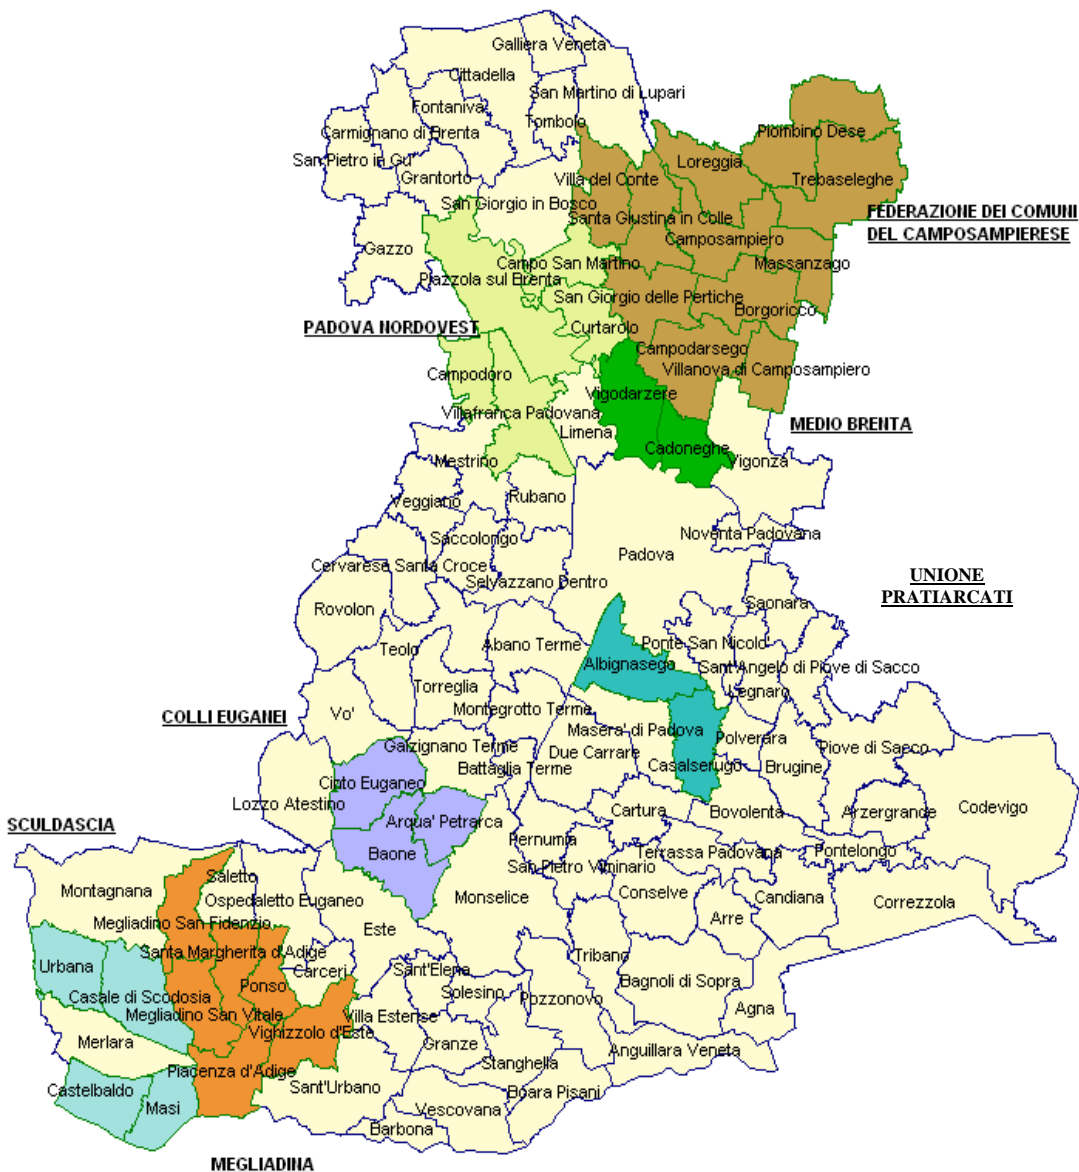 Galliera Veneta
Cittadella
San Martino di Lupari
Fontaniva
Tombolo
Piombino Dese
Carmignano di Brenta
San Pietro in Gu'
Loreggia
Grantorto
Villa del Conte
Trebaseleghe
San Giorgio in Bosco
Santa Giustina in Colle
FEDERAZIONE DEI COMUNI
DEL CAMPOSAMPIERESE
Gazzo
Camposampiero
Campo San Martino
Massanzago
Piazzola sul Brenta
San Giorgio delle Pertiche
Borgoricco
PADOVA NORDOVEST
Curtarolo
Campodarsego
Campodoro
Villanova di Camposampiero
Vigodarzere
Villafranca Padovana
MEDIO BRENTA
Limena
Cadoneghe
Mestrino
Vigonza
Veggiano
Rubano
Saccolongo
Noventa Padovana
Padova
Cervarese Santa Croce
Selvazzano Dentro
UNIONE
PRATIARCATI
Rovolon
Saonara
Teolo
Abano Terme
Ponte San Nicolo'
Albignasego
Sant'Angelo di Piove di Sacco
Torreglia
Legnaro
Vo'
Montegrotto Terme
COLLI EUGANEI
Masera' di Padova
Polverara
Galzignano Terme
Due Carrare
Piove di Sacco
Battaglia Terme
Casalserugo
Brugine
Cinto Euganeo
Lozzo Atestino
Cartura
Bovolenta
Arzergrande
Codevigo
Arqua' Petrarca
SCULDASCIA
Pernumia
Baone
Terrassa Padovana
Pontelongo
San Pietro Viminario
Saletto
Montagnana
Ospedaletto Euganeo
Monselice
Conselve
Candiana
Correzzola
Megliadino San Fidenzio
Arre
Este
Santa Margherita d'Adige
Tribano
Urbana
Carceri
Sant'Elena
Bagnoli di Sopra
Ponso
Casale di Scodosia
Solesino
Pozzonovo
Megliadino San Vitale
Villa Estense
Agna
Vighizzolo d'Este
Merlara
Granze
Anguillara Veneta
Stanghella
Piacenza d'Adige
Castelbaldo
Sant'Urbano
Boara Pisani
Masi
Vescovana
Barbona
MEGLIADINA